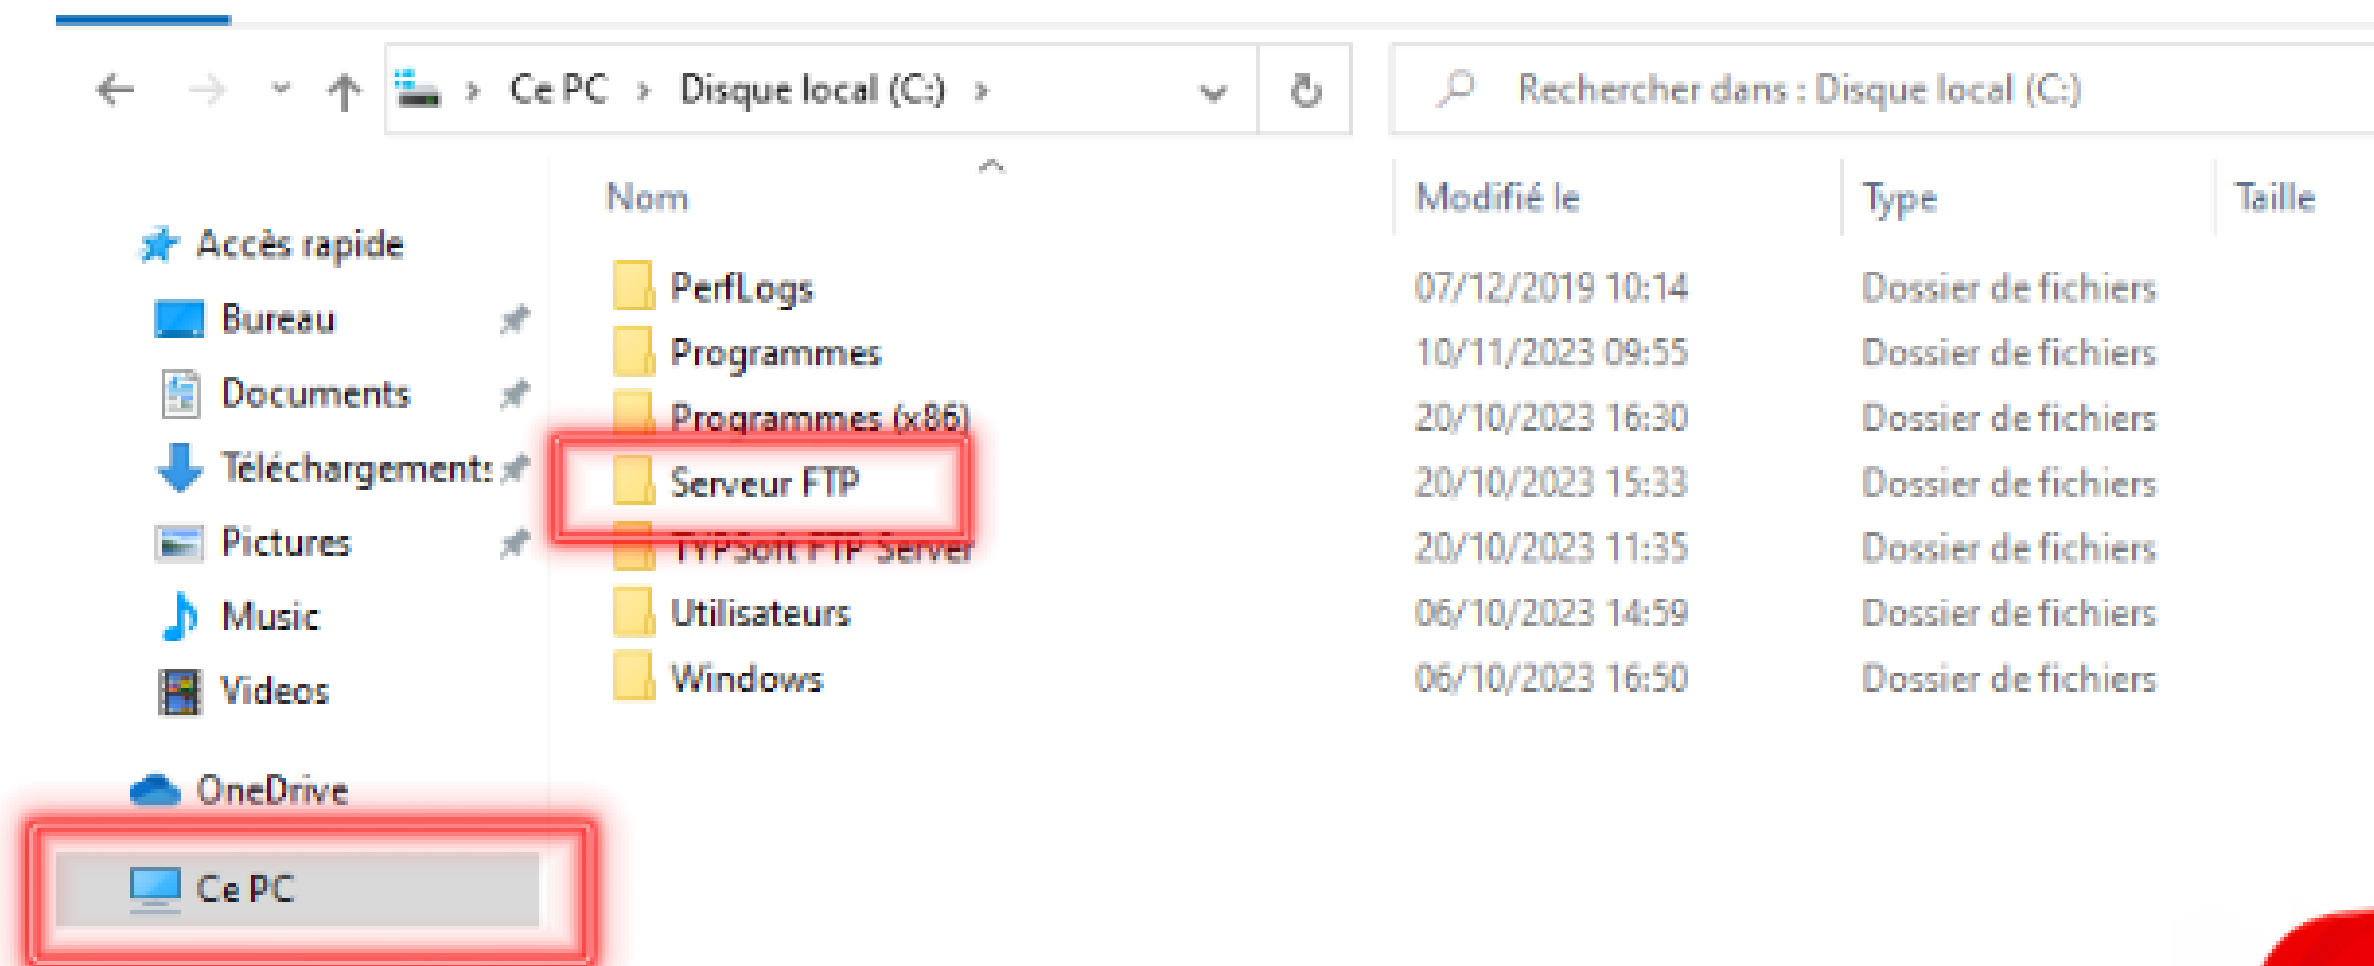 Ce PC > Disque local (C:) >
Rechercher dans : Disque local (C:)
Nom Modifié le Type Taille
Accès rapide
Bureau
Documents
Téléchargements
Pictures
Music
Videos
OneDrive
Ce PC
PerfLogs 07/12/2019 10:14 Dossier de fichiers
Programmes 10/11/2023 09:55 Dossier de fichiers
Programmes (x86) 20/10/2023 16:30 Dossier de fichiers
Serveur FTP 20/10/2023 15:33 Dossier de fichiers
TYPSoft FTP Server 20/10/2023 11:35 Dossier de fichiers
Utilisateurs 06/10/2023 14:59 Dossier de fichiers
Windows 06/10/2023 16:50 Dossier de fichiers